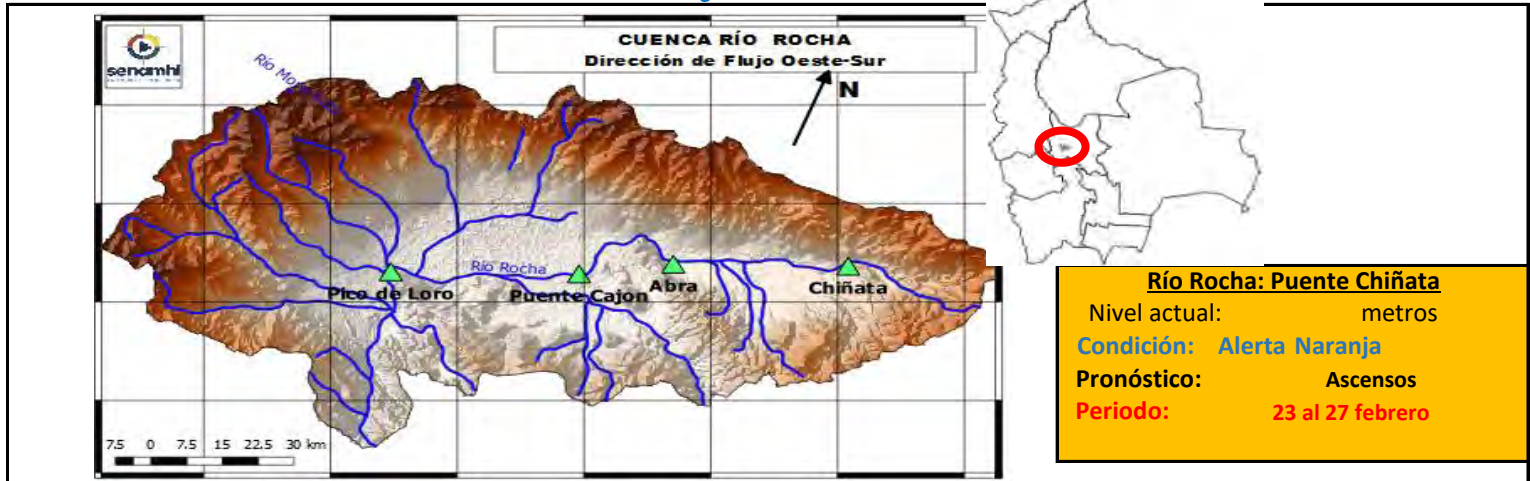 senamhi
CUENCA RÍO ROCHA
Dirección de Flujo Oeste-Sur
N
Río Rocha
Pico de Loro
Puente Cajón
Abra
Chiñata
7.5 0 7.5 15 22.5 30 km
Río Rocha: Puente Chiñata
Nivel actual: metros
Condición: Alerta Naranja
Pronóstico: Ascensos
Periodo: 23 al 27 febrero